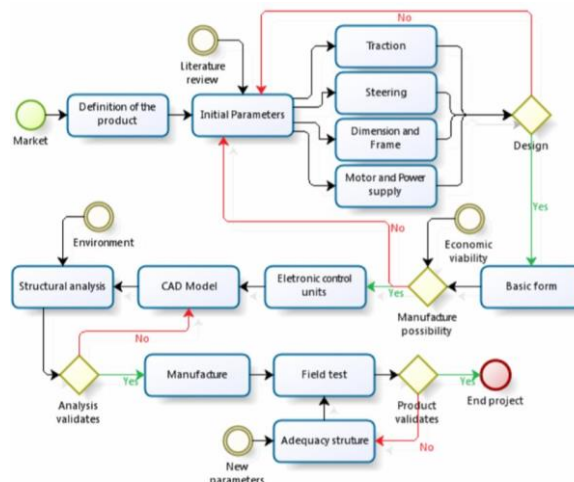 No
Literature
review
Traction
Definition of the
product
Initial Parameters
Steering
Market
Dimension and
Frame
Design
Motor and Power
supply
No
Yes
Environment
Economic
viability
Structural analysis
CAD Model
Eletronic control
units
Yes
Manufacture
possibility
Basic form
No
Manufacture
Field test
Yes
Yes
Analysis
validates
Product
validates
End project
No
Adequacy struture
New
parameters